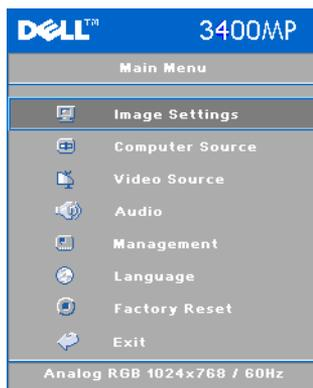 DELL™ 3400MP
Main Menu
Image Settings
Computer Source
Video Source
Audio
Management
Language
Factory Reset
Exit
Analog RGB 1024x768 / 60Hz